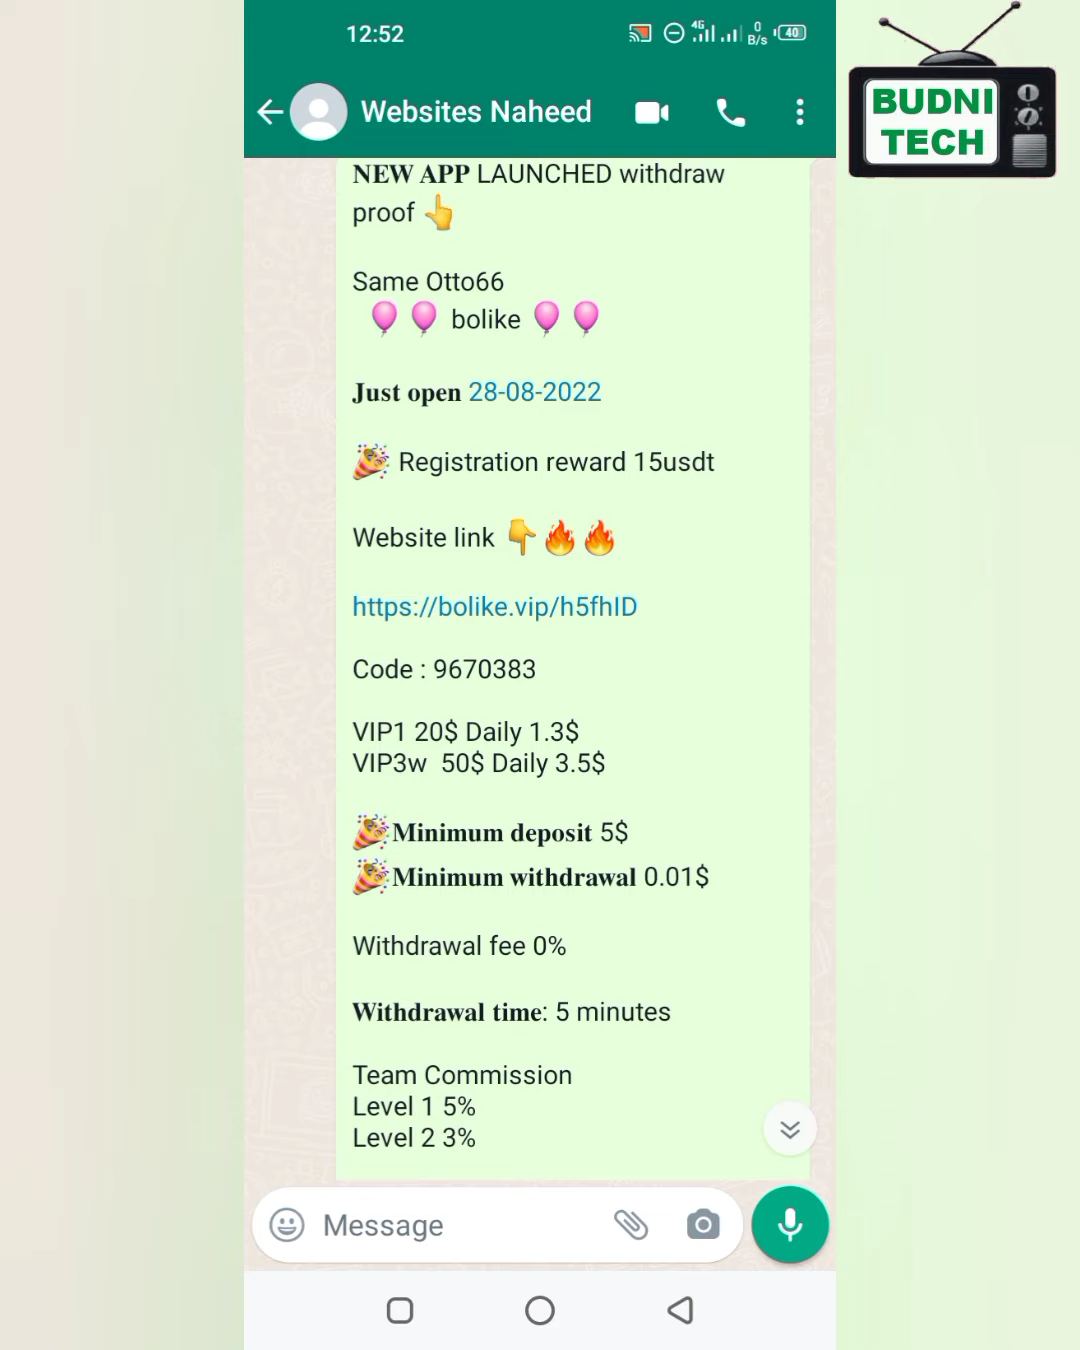 12:52
4G
0
B/s
40
BUDNI
TECH
Websites Naheed
NEW APP LAUNCHED withdraw
proof 👆
Same Otto66
🎈🎈 bolike 🎈🎈
Just open 28-08-2022
🎉 Registration reward 15usdt
Website link 👇🔥🔥
https://bolike.vip/h5fhID
Code : 9670383
VIP1 20$ Daily 1.3$
VIP3w  50$ Daily 3.5$
🎉Minimum deposit 5$
🎉Minimum withdrawal 0.01$
Withdrawal fee 0%
Withdrawal time: 5 minutes
Team Commission
Level 1 5%
Level 2 3%
Message